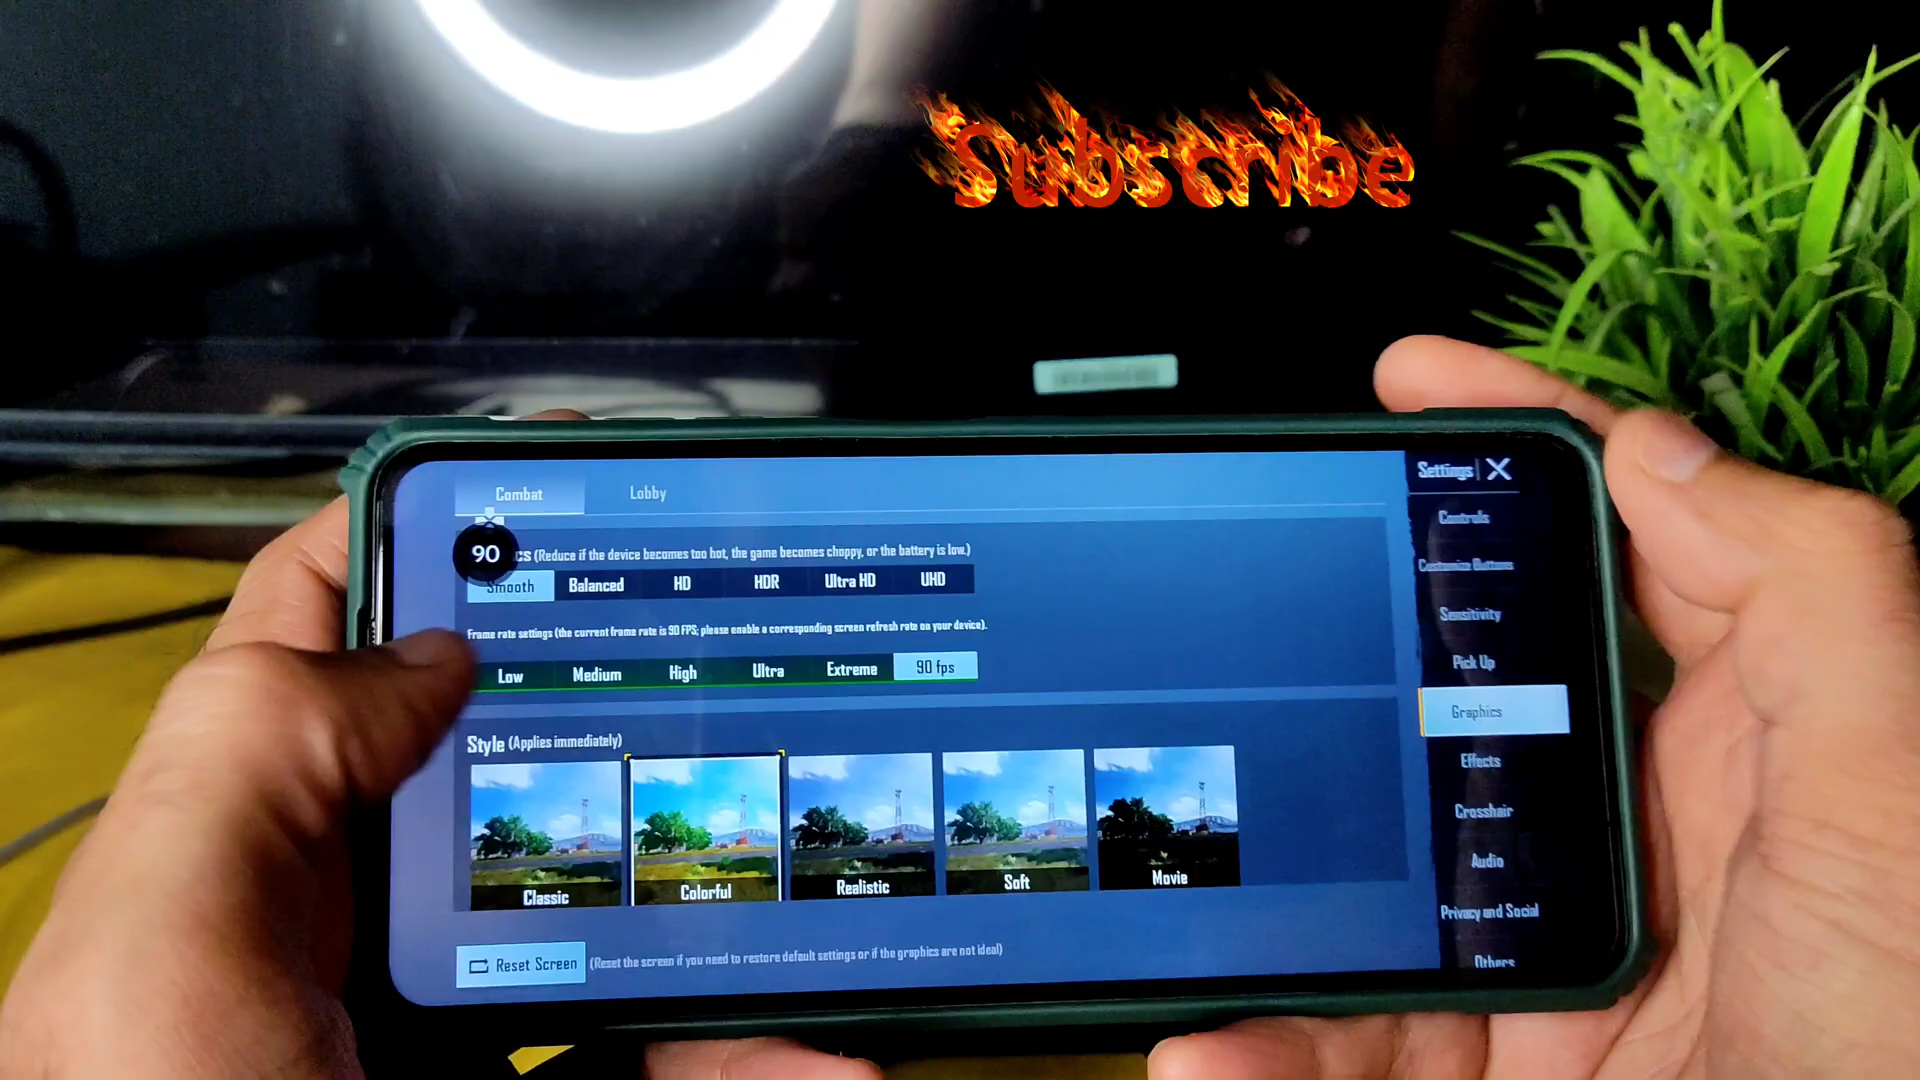 Subscribe
Settings
Combat
Lobby
Controls
90
cs (Reduce if the device becomes too hot, the game becomes choppy, or the battery is low.)
Customize Buttons
Smooth
Balanced
HD
HDR
Ultra HD
UHD
Sensitivity
Frame rate settings (the current frame rate is 90 FPS; please enable a corresponding screen refresh rate on your device).
Low
Medium
High
Ultra
Extreme
90 fps
Pick Up
Graphics
Style (Applies immediately)
Effects
Crosshair
Audio
Classic
Colorful
Realistic
Soft
Movie
Privacy and Social
Others
Reset Screen
(Reset the screen if you need to restore default settings or if the graphics are not ideal)